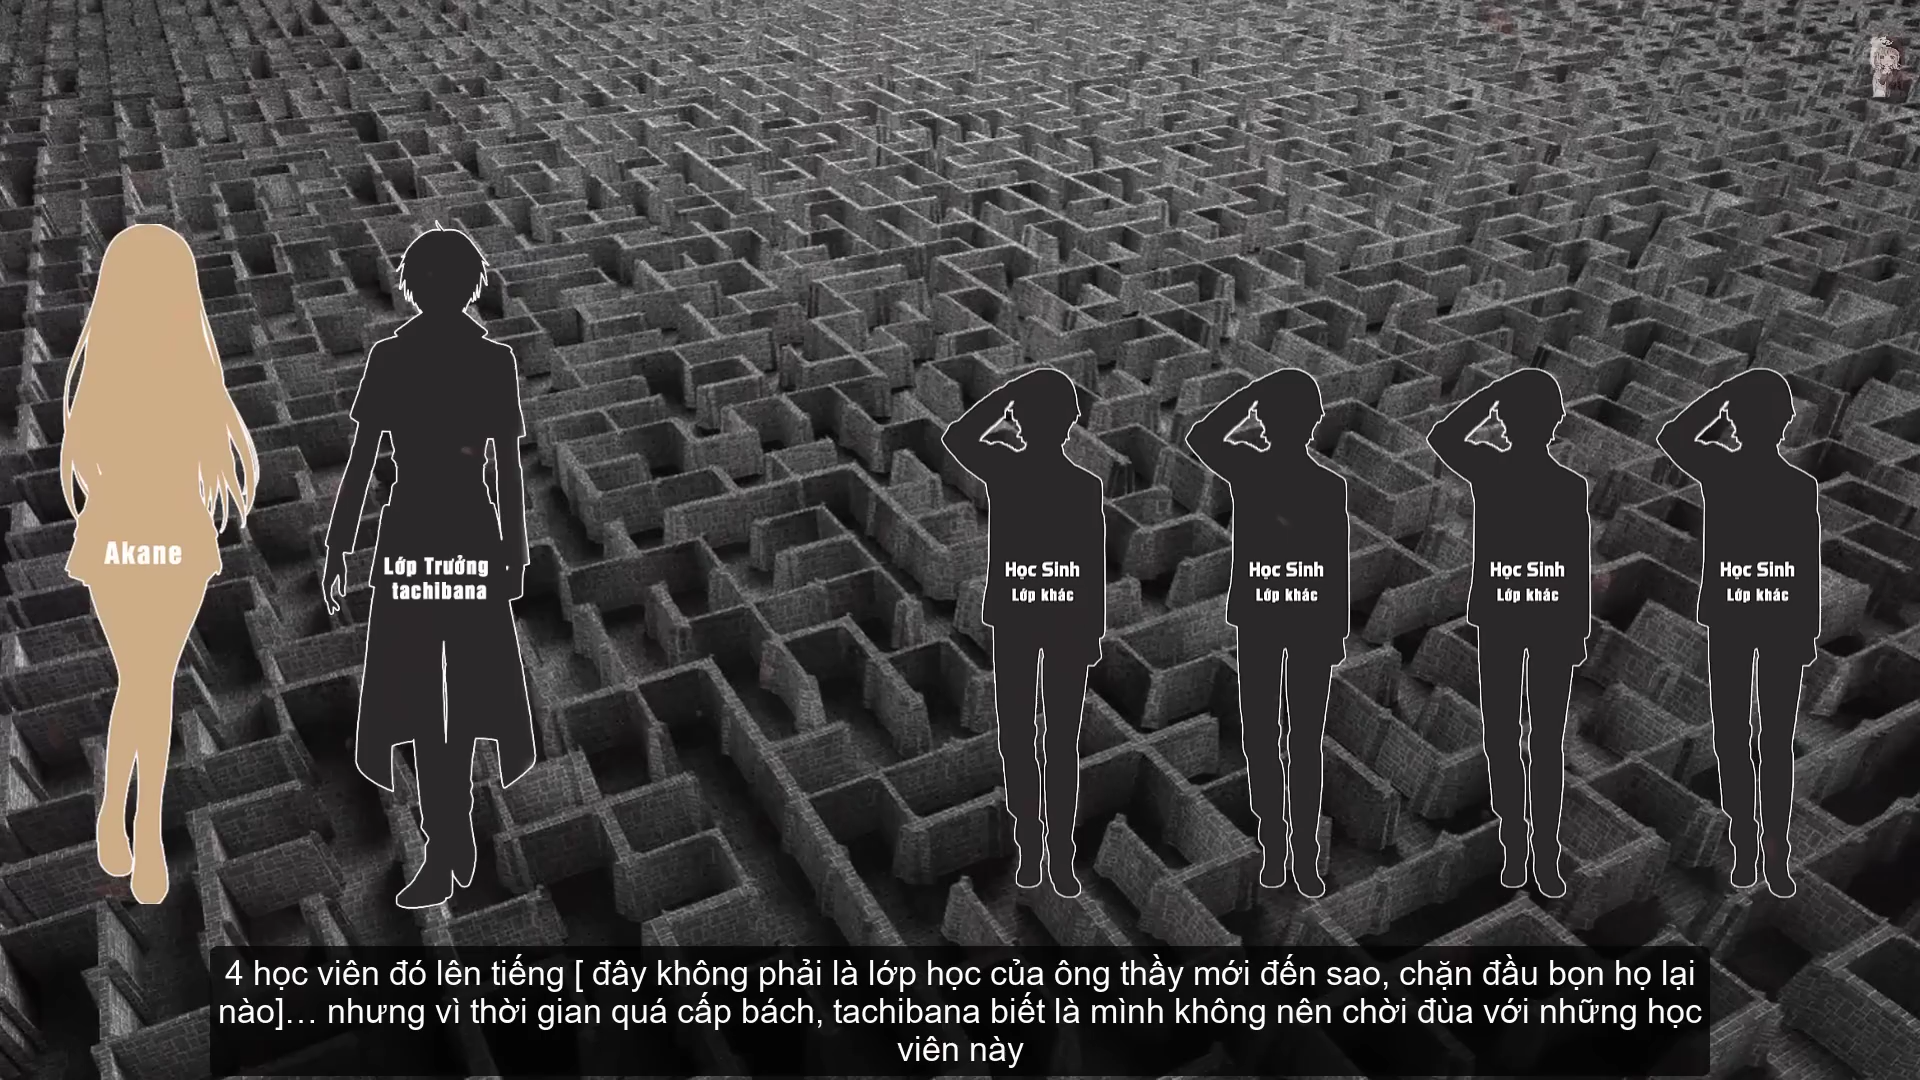 Akane
Lớp Trưởng
tachibana
Học Sinh
Lớp khác
Học Sinh
Lớp khác
Học Sinh
Lớp khác
Học Sinh
Lớp khác
4 học viên đó lên tiếng [ đây không phải là lớp học của ông thầy mới đến sao, chặn đầu bọn họ lại
nào]… nhưng vì thời gian quá cấp bách, tachibana biết là mình không nên chời đùa với những học
viên này